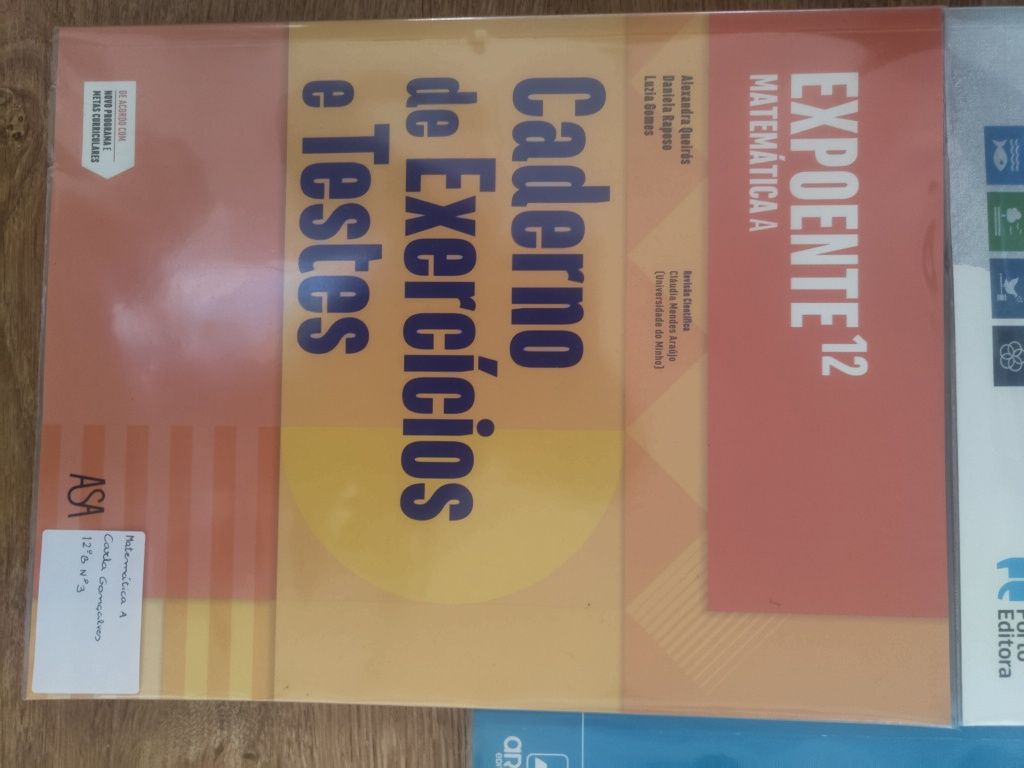 EXPOENTE 12
MATEMÁTICA A
Alexandra Queirós
Daniela Raposo
Luzia Gomes
Revisão Científica
Cláudia Mendes Araújo
(Universidade do Minho)
Caderno
de Exercícios
e Testes
DE ACORDO COM
NOVO PROGRAMA E
METAS CURRICULARES
ASA
Matemática A
Carla Gonçalves
12º B Nº 3
Porto
Editora